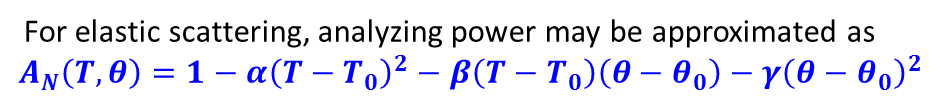 For elastic scattering, analyzing power may be approximated as
A_N(T, θ) = 1 − α(T − T_0)^2 − β(T − T_0)(θ − θ_0) − γ(θ − θ_0)^2